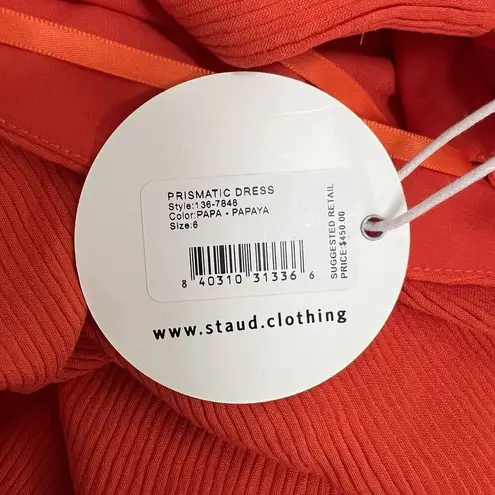 PRISMATIC DRESS
Style:136-7848
Color:PAPA - PAPAYA
Size:6
8 40310 31336 6
SUGGESTED RETAIL
PRICE:$450.00
www.staud.clothing